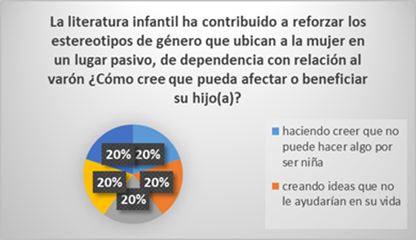 La literatura infantil ha contribuido a reforzar los
estereotipos de género que ubican a la mujer en
un lugar pasivo, de dependencia con relación al
varón ¿Cómo cree que pueda afectar o beneficiar
su hijo(a)?
20% 20%
20% 20%
20%
haciendo creer que no
puede hacer algo por
ser niña
creando ideas que no
le ayudarían en su vida